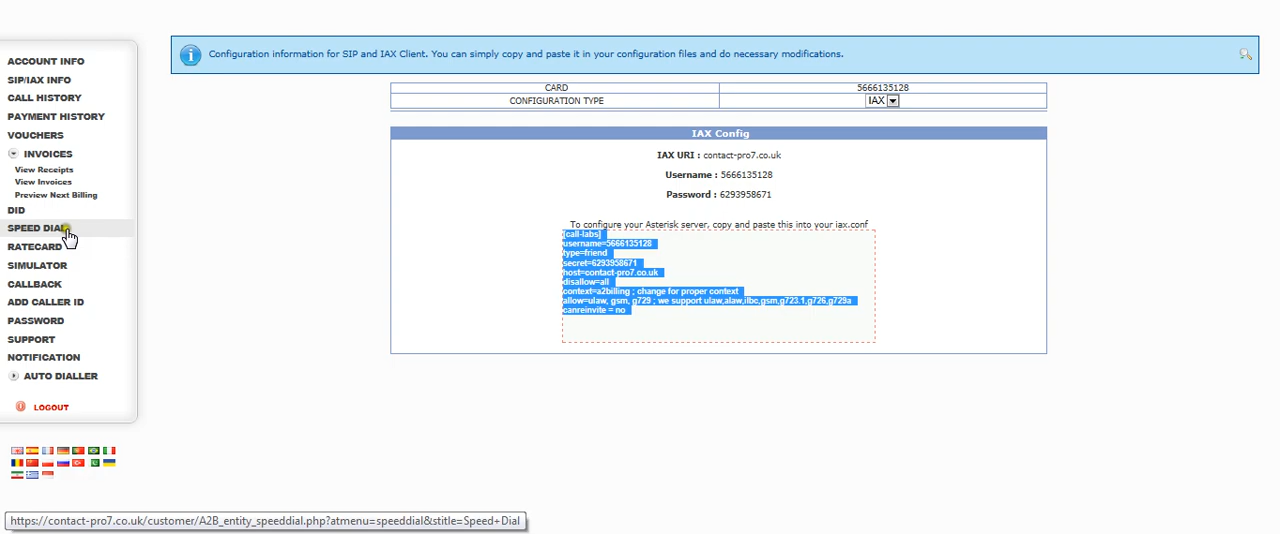 ACCOUNT INFO
SIP/IAX INFO
CALL HISTORY
PAYMENT HISTORY
VOUCHERS
INVOICES
View Receipts
View Invoices
Preview Next Billing
DID
SPEED DIAL
RATECARD
SIMULATOR
CALLBACK
ADD CALLER ID
PASSWORD
SUPPORT
NOTIFICATION
AUTO DIALLER
LOGOUT
Configuration information for SIP and IAX Client. You can simply copy and paste it in your configuration files and do necessary modifications.
CARD 5666135128
CONFIGURATION TYPE IAX
IAX Config
IAX URI : contact-pro7.co.uk
Username : 5666135128
Password : 6293958671
To configure your Asterisk server, copy and paste this into your iax.conf
[call-labs]
username=5666135128
type=friend
secret=6293958671
host=contact-pro7.co.uk
disallow=all
context=a2billing ; change for proper context
allow=ulaw, gsm, g729 ; we support ulaw,alaw,ilbc,gsm,g723.1,g726,g729a
canreinvite = no
https://contact-pro7.co.uk/customer/A2B_entity_speeddial.php?atmenu=speeddial&stitle=Speed+Dial